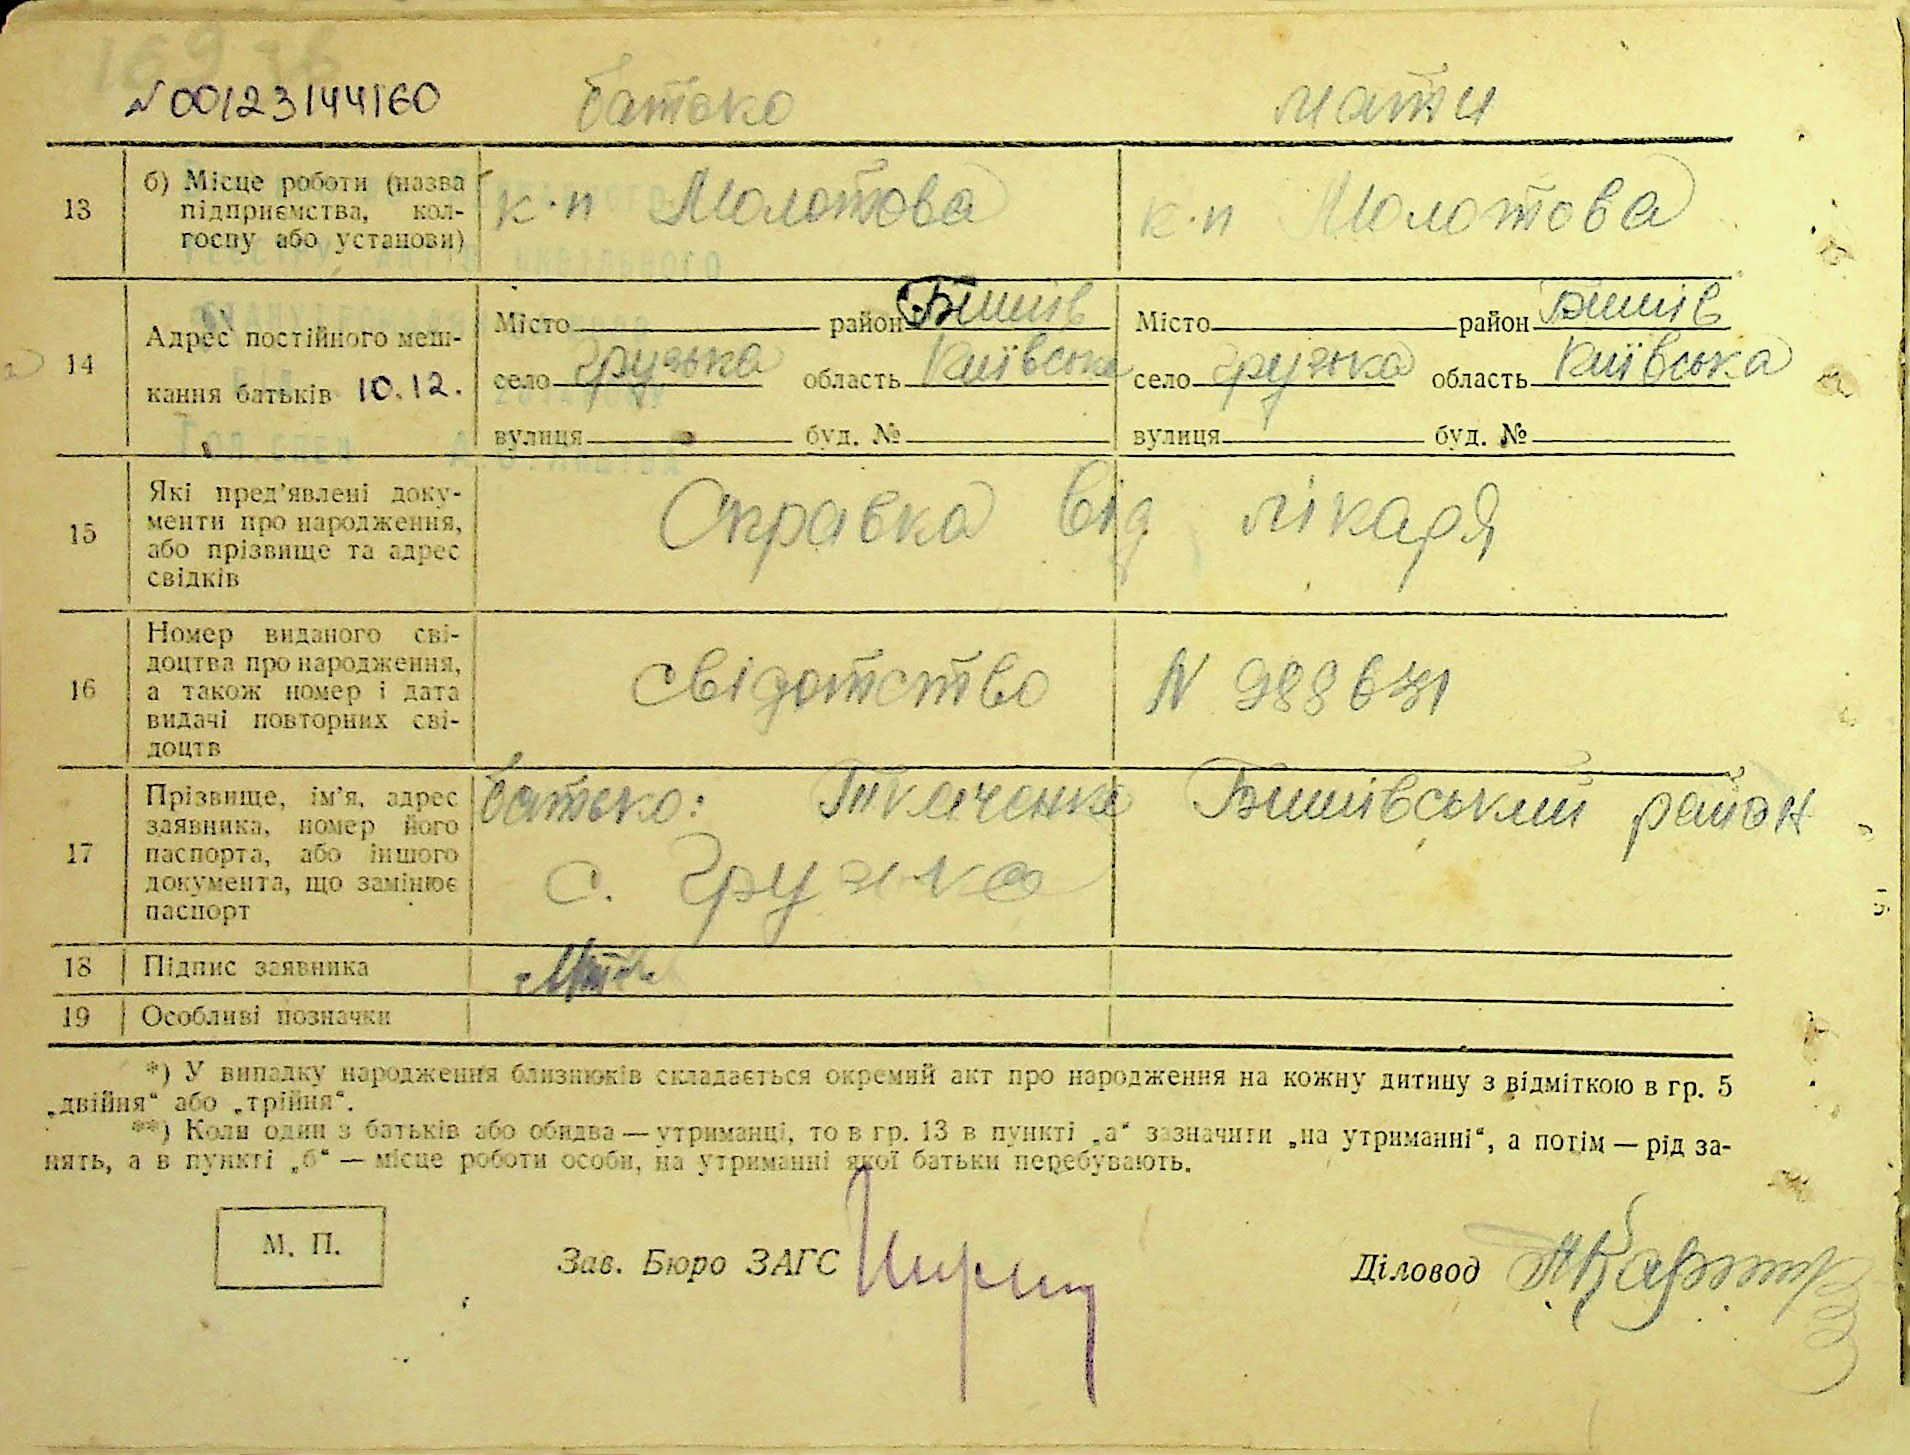 N 00123144160 батько мати
13 б) Місце роботи (назва підприємства, колгоспу або установи) к·п Молотова к·п Молотова
14 Адрес постійного мешкання батьків 10.12.
Місто район Бишів Місто район Бишів
село Грузька область Київська село Грузька область Київська
вулиця буд. № вулиця буд. №
15 Які пред'явлені документи про народження, або прізвище та адрес свідків Справка від лікаря
16 Номер виданого свідоцтва про народження, а також номер і дата видачі повторних свідоцтв свідотство N
17 Прізвище, ім'я, адрес заявника, номер його паспорта, або іншого документа, що замінює паспорт батько: Ткаченко Бишівський район
с. Грузька
18 Підпис заявника
19 Особливі позначки
*) У випадку народження близнюків складається окремий акт про народження на кожну дитину з відміткою в гр. 5
„двійня“ або „трійня“.
**) Коли один з батьків або обидва — утриманці, то в гр. 13 в пункті „а“ зазначити „на утриманні“, а потім — рід за-
нять, а в пункті „б“ — місце роботи особи, на утриманні якої батьки перебувають.
М. П. Зав. Бюро ЗАГС Діловод